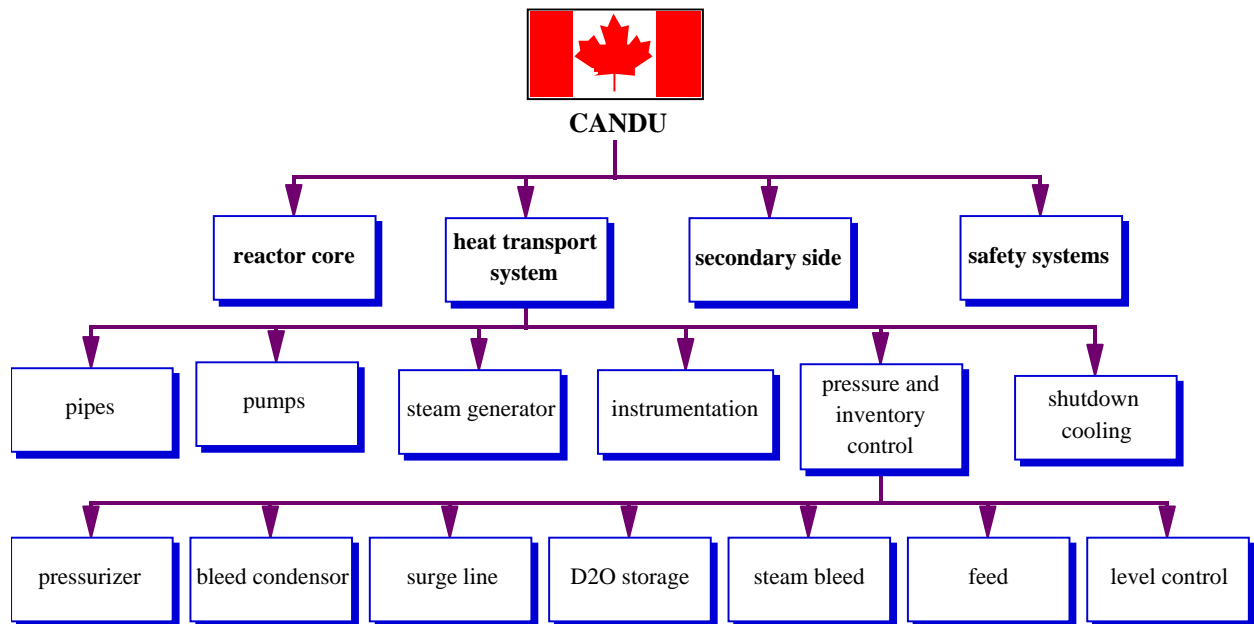 CANDU
reactor core
heat transport
system
secondary side
safety systems
pipes
pumps
steam generator
instrumentation
pressure and
inventory
control
shutdown
cooling
pressurizer
bleed condensor
surge line
D2O storage
steam bleed
feed
level control